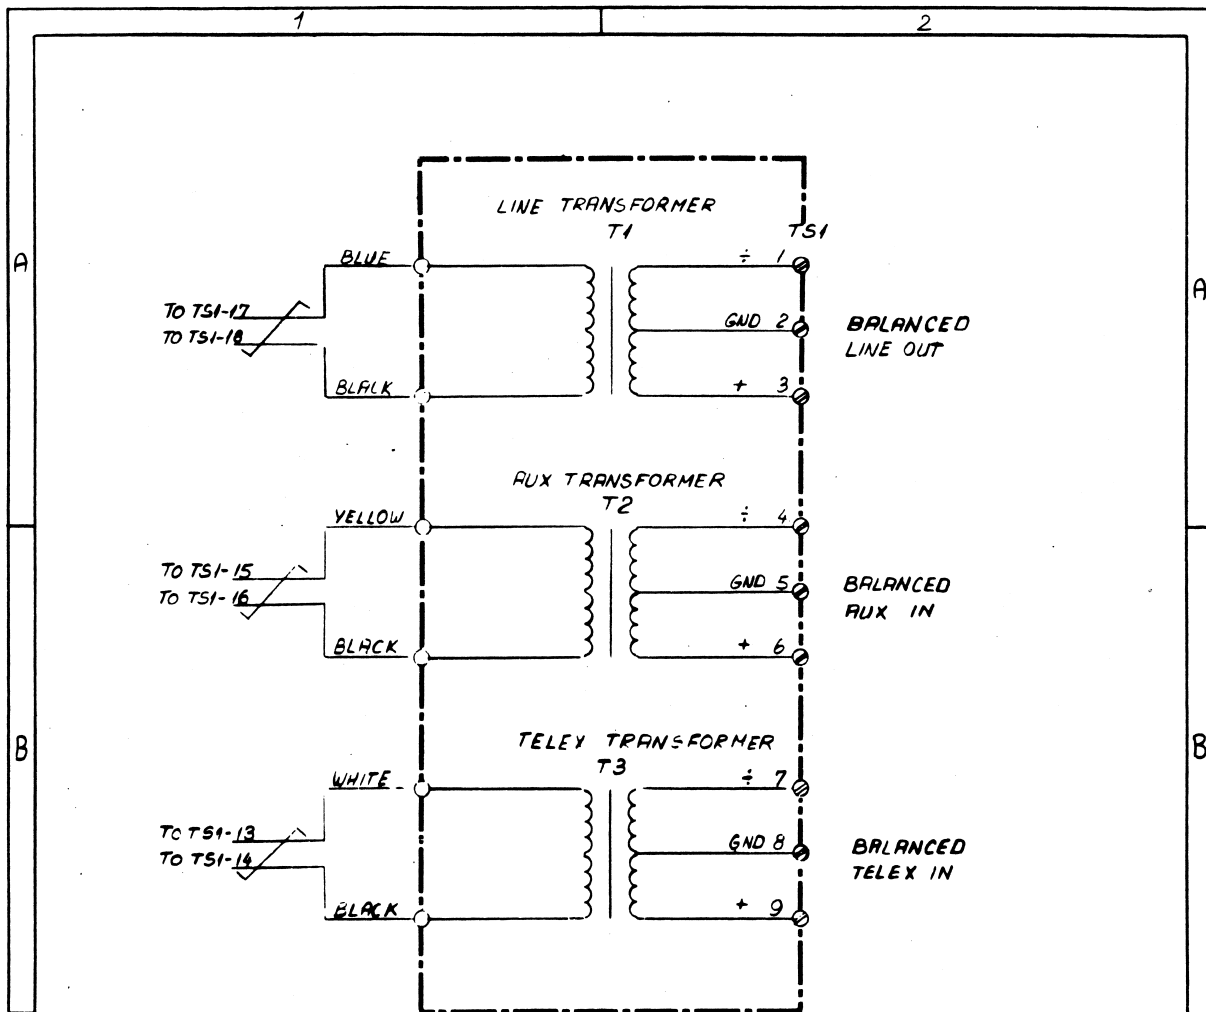 1 2
LINE TRANSFORMER
T1 TS1
A BLUE ÷ 1
A
TO TS1-17
GND 2 BALANCED
TO TS1-18
LINE OUT
BLACK + 3
AUX TRANSFORMER
T2
YELLOW ÷ 4
TO TS1-15
GND 5 BALANCED
TO TS1-16
AUX IN
BLACK + 6
TELEX TRANSFORMER
B B
T3
WHITE ÷ 7
TO TS1-13
GND 8 BALANCED
TO TS1-14
TELEX IN
BLACK + 9